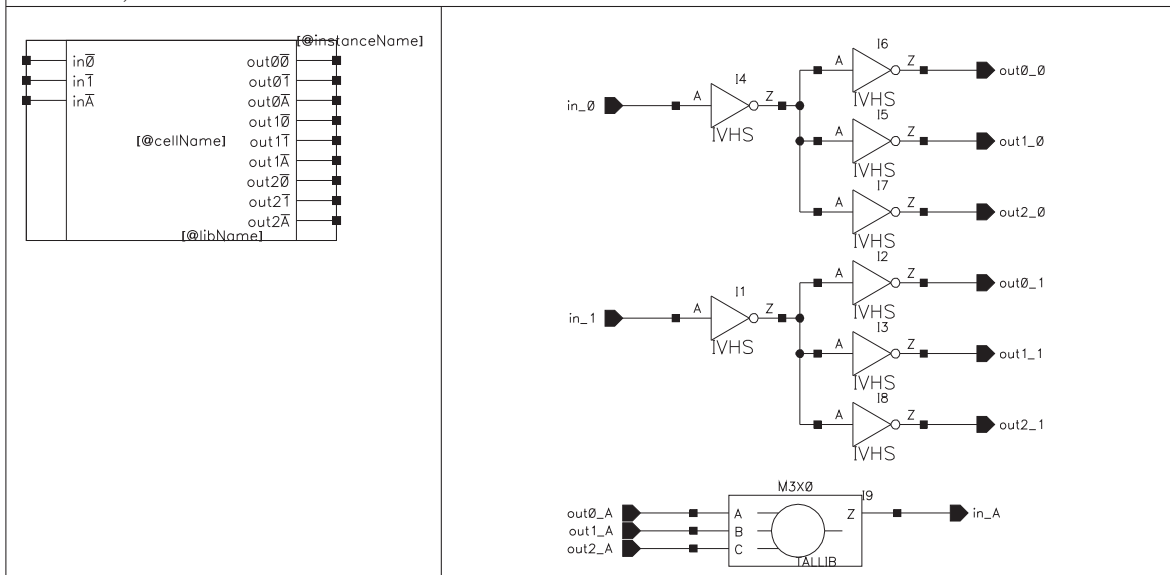 [@instanceName]
in0̅ out00̅
in1̅ out01̅
inA̅ out0A̅
out10̅
[@cellName] out11̅
out1A̅
out20̅
out21̅
out2A̅
[@libName]
I6
A Z out0_0
IVHS
I4
in_0 A Z
IVHS
I5
A Z out1_0
IVHS
I7
A Z out2_0
IVHS
I2
A Z out0_1
IVHS
I1
in_1 A Z
IVHS
I3
A Z out1_1
IVHS
I8
A Z out2_1
IVHS
M3X0
I9
out0_A A Z in_A
out1_A B
out2_A C
TALLIB